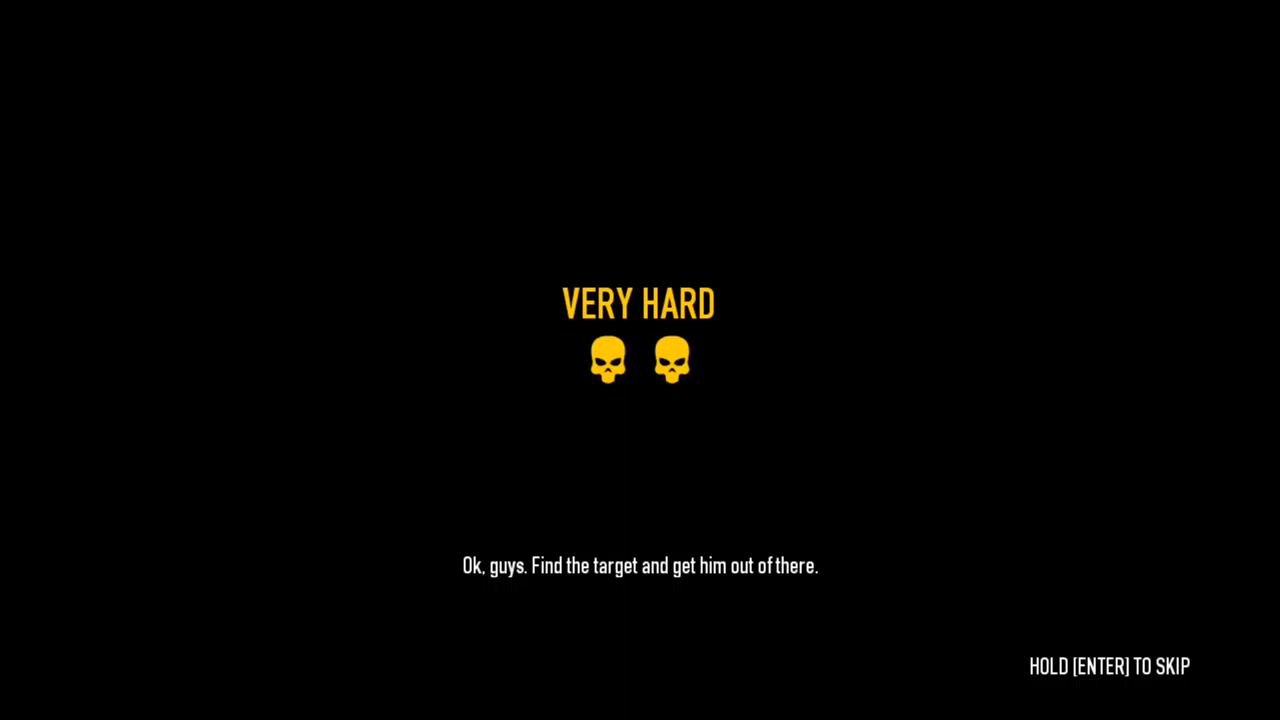 VERY HARD
Ok, guys. Find the target and get him out of there.
HOLD [ENTER] TO SKIP